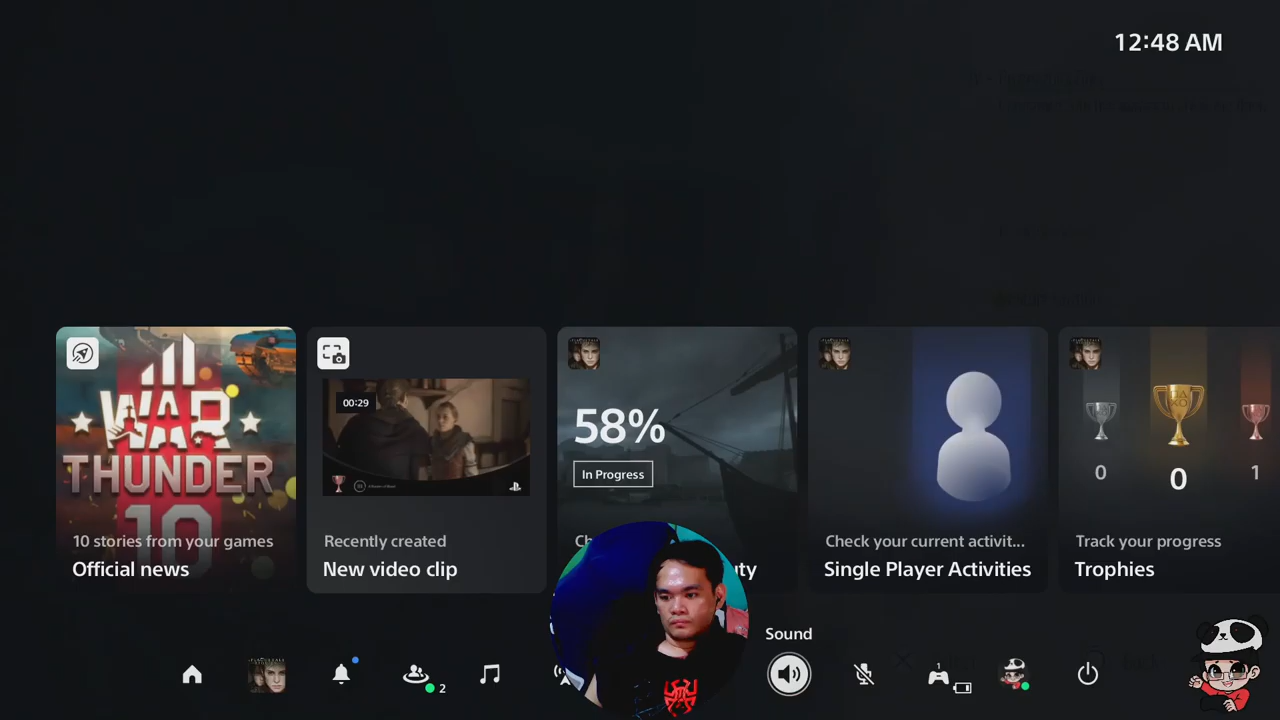 12:48 AM
WAR
THUNDER
10
10 stories from your games
Official news
00:29
Recently created
New video clip
58%
In Progress
Check your current activit...
Single Player Activities
0
0
1
Track your progress
Trophies
Sound
2
1